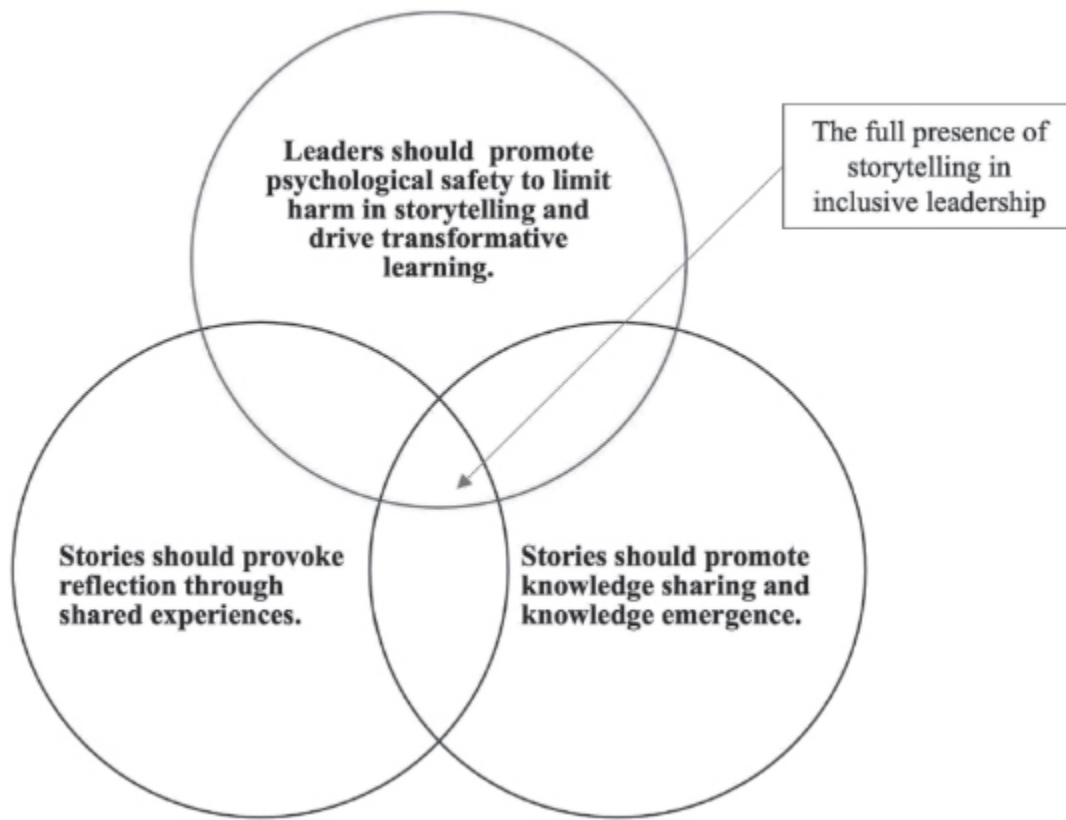 Leaders should promote
psychological safety to limit
harm in storytelling and
drive transformative
learning.
The full presence of
storytelling in
inclusive leadership
Stories should provoke
reflection through
shared experiences.
Stories should promote
knowledge sharing and
knowledge emergence.